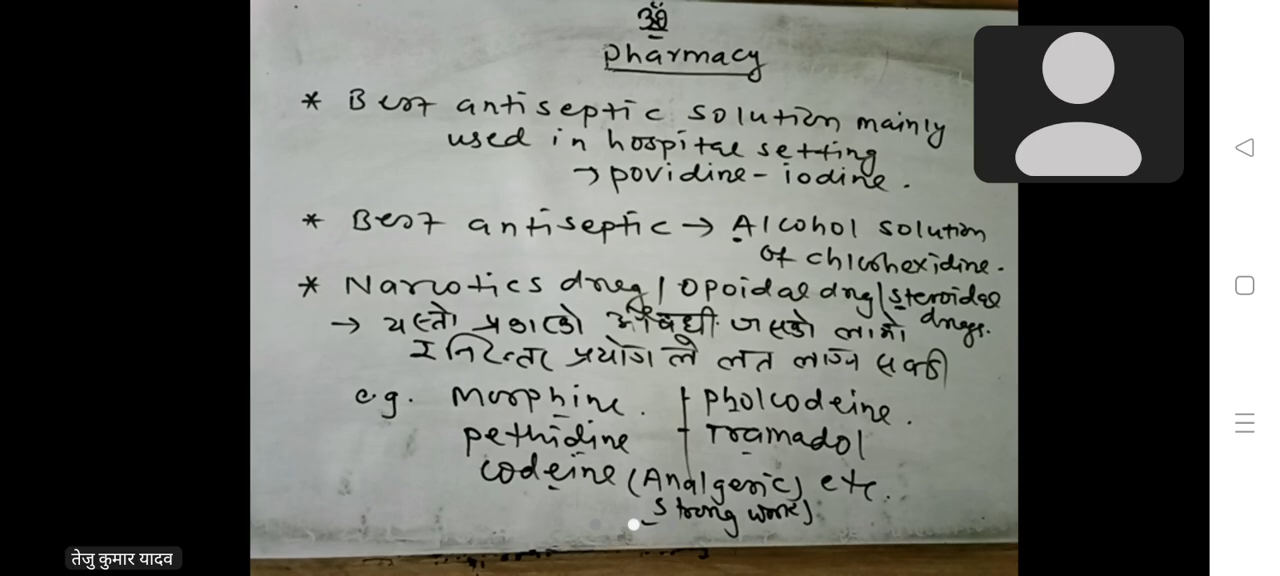 ॐ
Pharmacy
* Best antiseptic solution mainly
used in hospital setting
→ povidine - iodine.
* Best antiseptic → Alcohol solution
of chlorhexidine.
* Narcotics drug / opoidal drug / steroidal
drugs.
→ यस्तो प्रकारको औषधी जसको लामो
र निरन्तर प्रयोग ले लत लाग्न सक्छ
e.g. Morphine. Pholcodeine.
pethidine Tramadol
codeine (Analgesic) etc.
strong work)
तेजु कुमार यादव